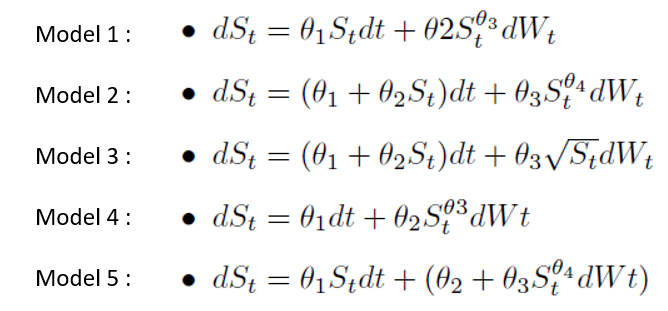 Model 1 : • dS_t = θ_1 S_t dt + θ2S_t^{θ_3} dW_t
Model 2 : • dS_t = (θ_1 + θ_2 S_t)dt + θ_3 S_t^{θ_4} dW_t
Model 3 : • dS_t = (θ_1 + θ_2 S_t)dt + θ_3 √S_t dW_t
Model 4 : • dS_t = θ_1 dt + θ_2 S_t^{θ3} dWt
Model 5 : • dS_t = θ_1 S_t dt + (θ_2 + θ_3 S_t^{θ_4} dWt)